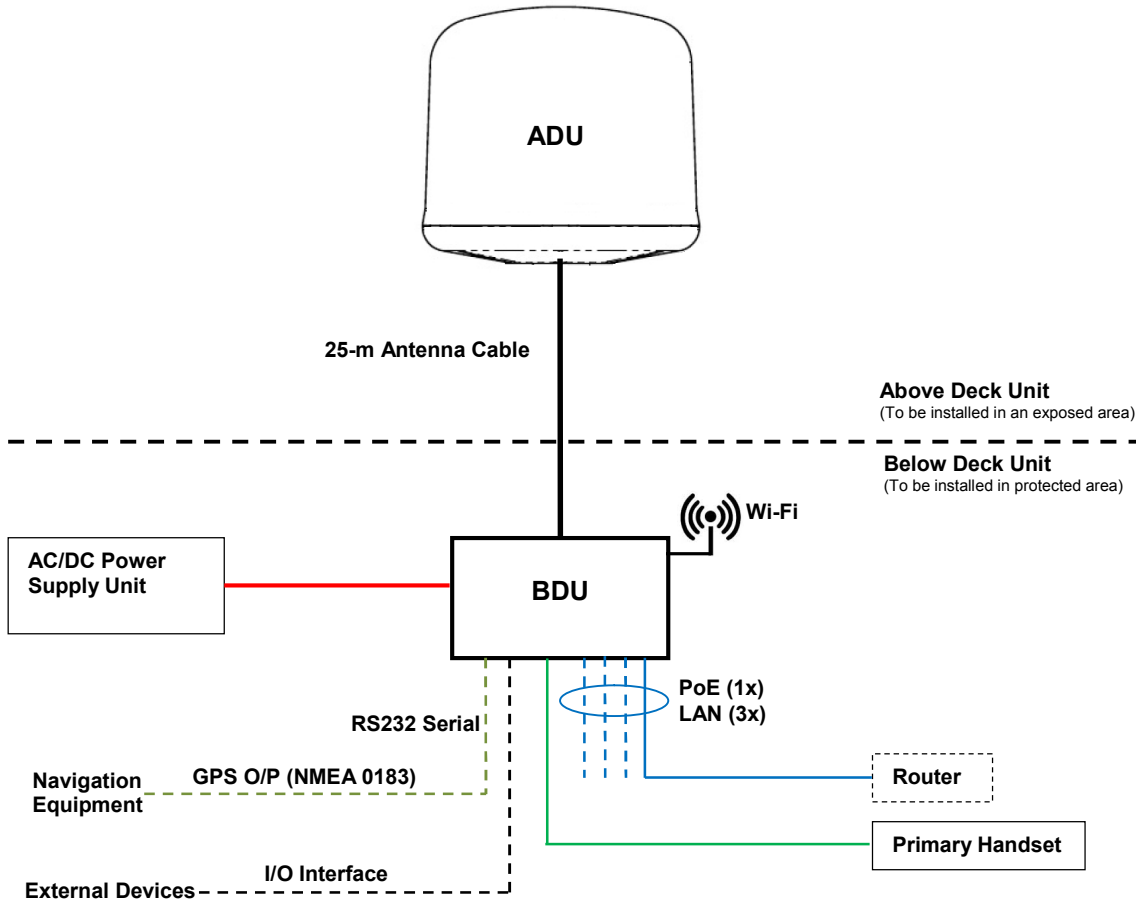 ADU
25-m Antenna Cable
Above Deck Unit
(To be installed in an exposed area)
Below Deck Unit
(To be installed in protected area)
Wi-Fi
AC/DC Power
Supply Unit
BDU
PoE (1x)
LAN (3x)
RS232 Serial
GPS O/P (NMEA 0183)
Navigation
Equipment
Router
Primary Handset
I/O Interface
External Devices